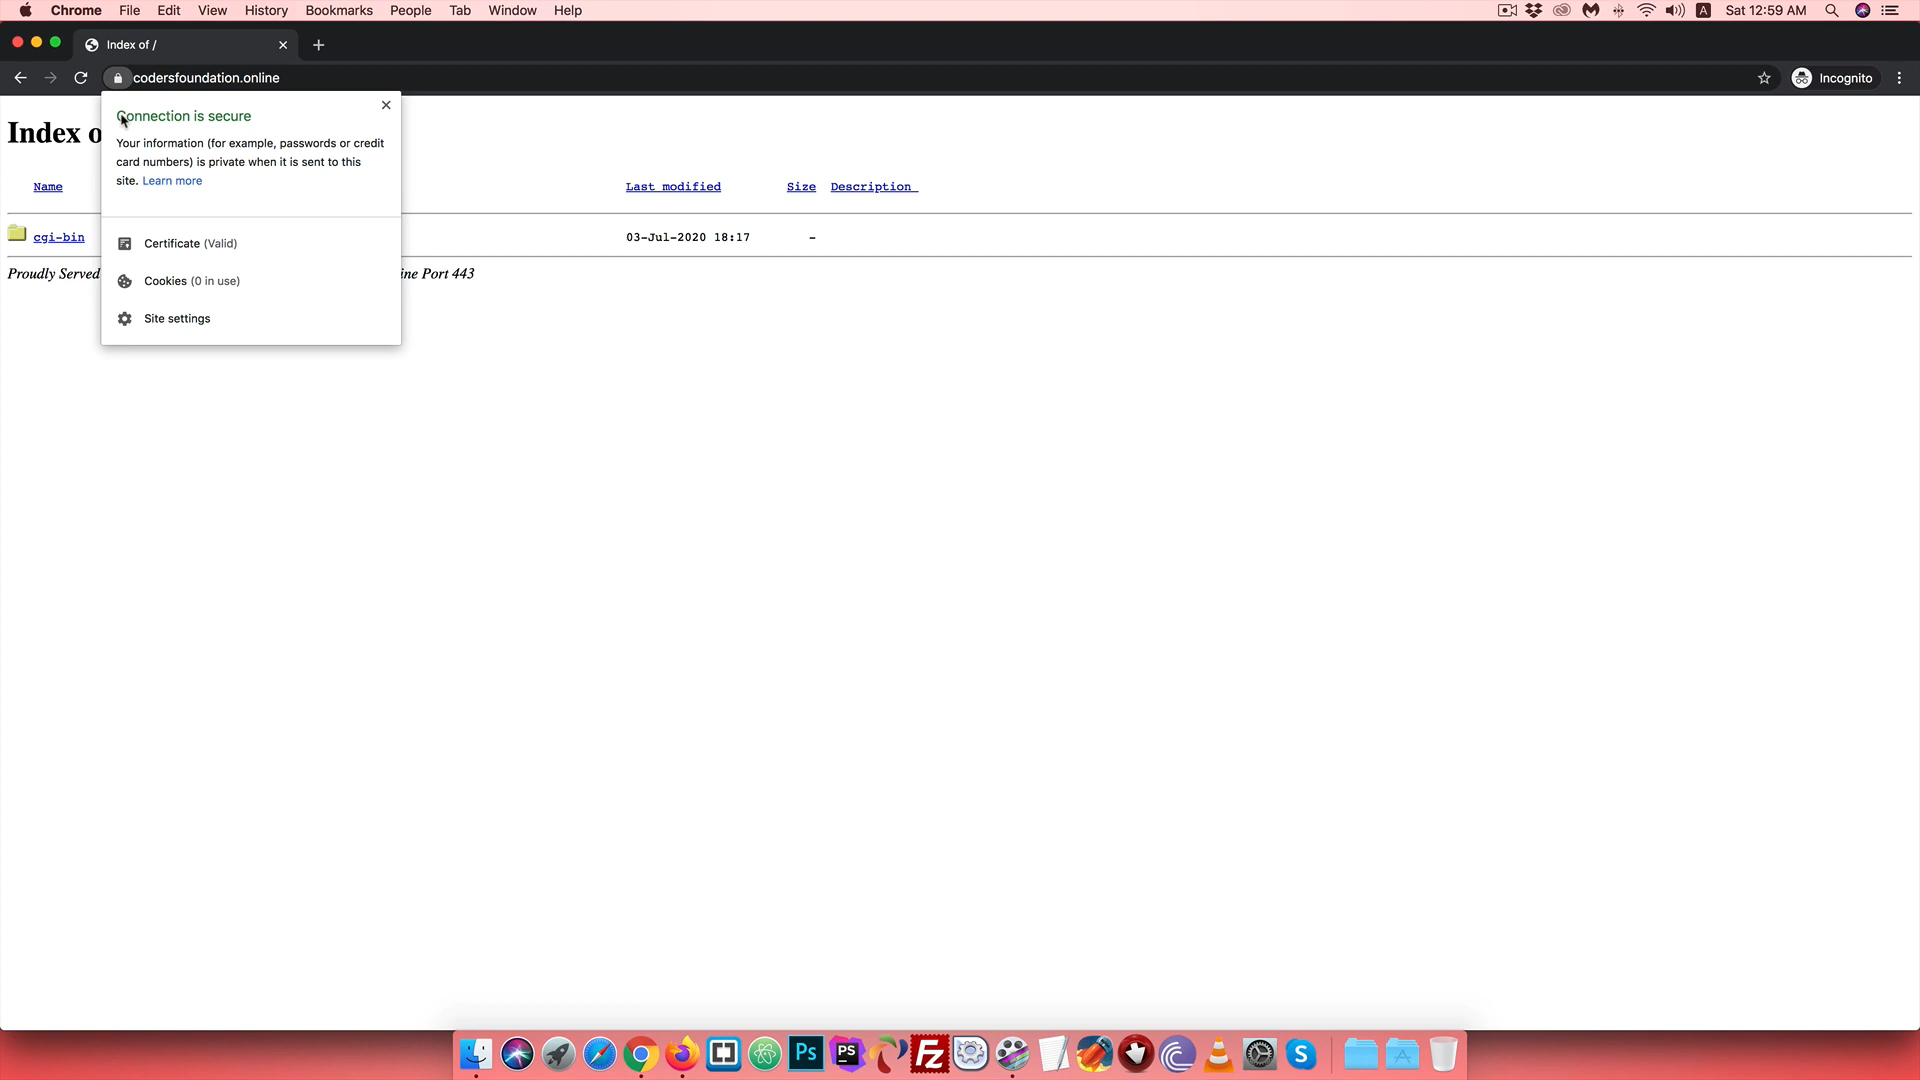 Chrome File Edit View History Bookmarks People Tab Window Help A Sat 12:59 AM
Index of /
codersfoundation.online Incognito
Connection is secure
Your information (for example, passwords or credit
card numbers) is private when it is sent to this
site. Learn more
Certificate (Valid)
Cookies (0 in use)
Site settings
Index o
Name Last modified Size Description
cgi-bin 03-Jul-2020 18:17 -
Proudly Served ine Port 443
Ps PS FZ S